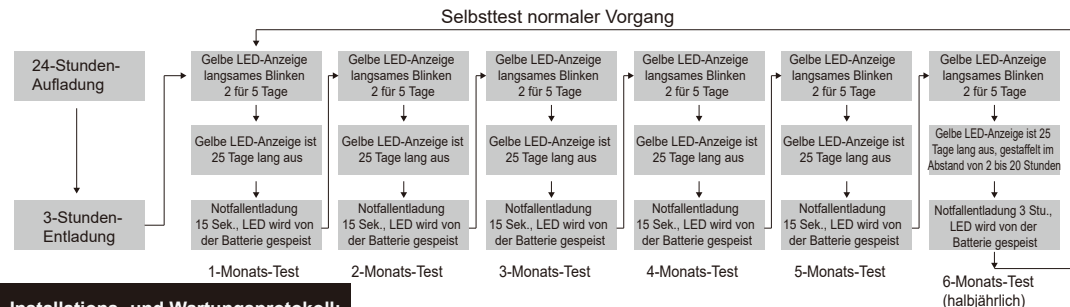 Selbsttest normaler Vorgang
24-Stunden-
Aufladung
3-Stunden-
Entladung
Gelbe LED-Anzeige
langsames Blinken
2 für 5 Tage
Gelbe LED-Anzeige ist
25 Tage lang aus
Notfallentladung
15 Sek., LED wird von
der Batterie gespeist
1-Monats-Test
Gelbe LED-Anzeige
langsames Blinken
2 für 5 Tage
Gelbe LED-Anzeige ist
25 Tage lang aus
Notfallentladung
15 Sek., LED wird von
der Batterie gespeist
2-Monats-Test
Gelbe LED-Anzeige
langsames Blinken
2 für 5 Tage
Gelbe LED-Anzeige ist
25 Tage lang aus
Notfallentladung
15 Sek., LED wird von
der Batterie gespeist
3-Monats-Test
Gelbe LED-Anzeige
langsames Blinken
2 für 5 Tage
Gelbe LED-Anzeige ist
25 Tage lang aus
Notfallentladung
15 Sek., LED wird von
der Batterie gespeist
4-Monats-Test
Gelbe LED-Anzeige
langsames Blinken
2 für 5 Tage
Gelbe LED-Anzeige ist
25 Tage lang aus
Notfallentladung
15 Sek., LED wird von
der Batterie gespeist
5-Monats-Test
Gelbe LED-Anzeige
langsames Blinken
2 für 5 Tage
Gelbe LED-Anzeige ist 25
Tage lang aus, gestaffelt im
Abstand von 2 bis 20 Stunden
Notfallentladung 3 Stu.,
LED wird von der
Batterie gespeist
6-Monats-Test
(halbjährlich)
Installations- und Wartungsprotokoll: